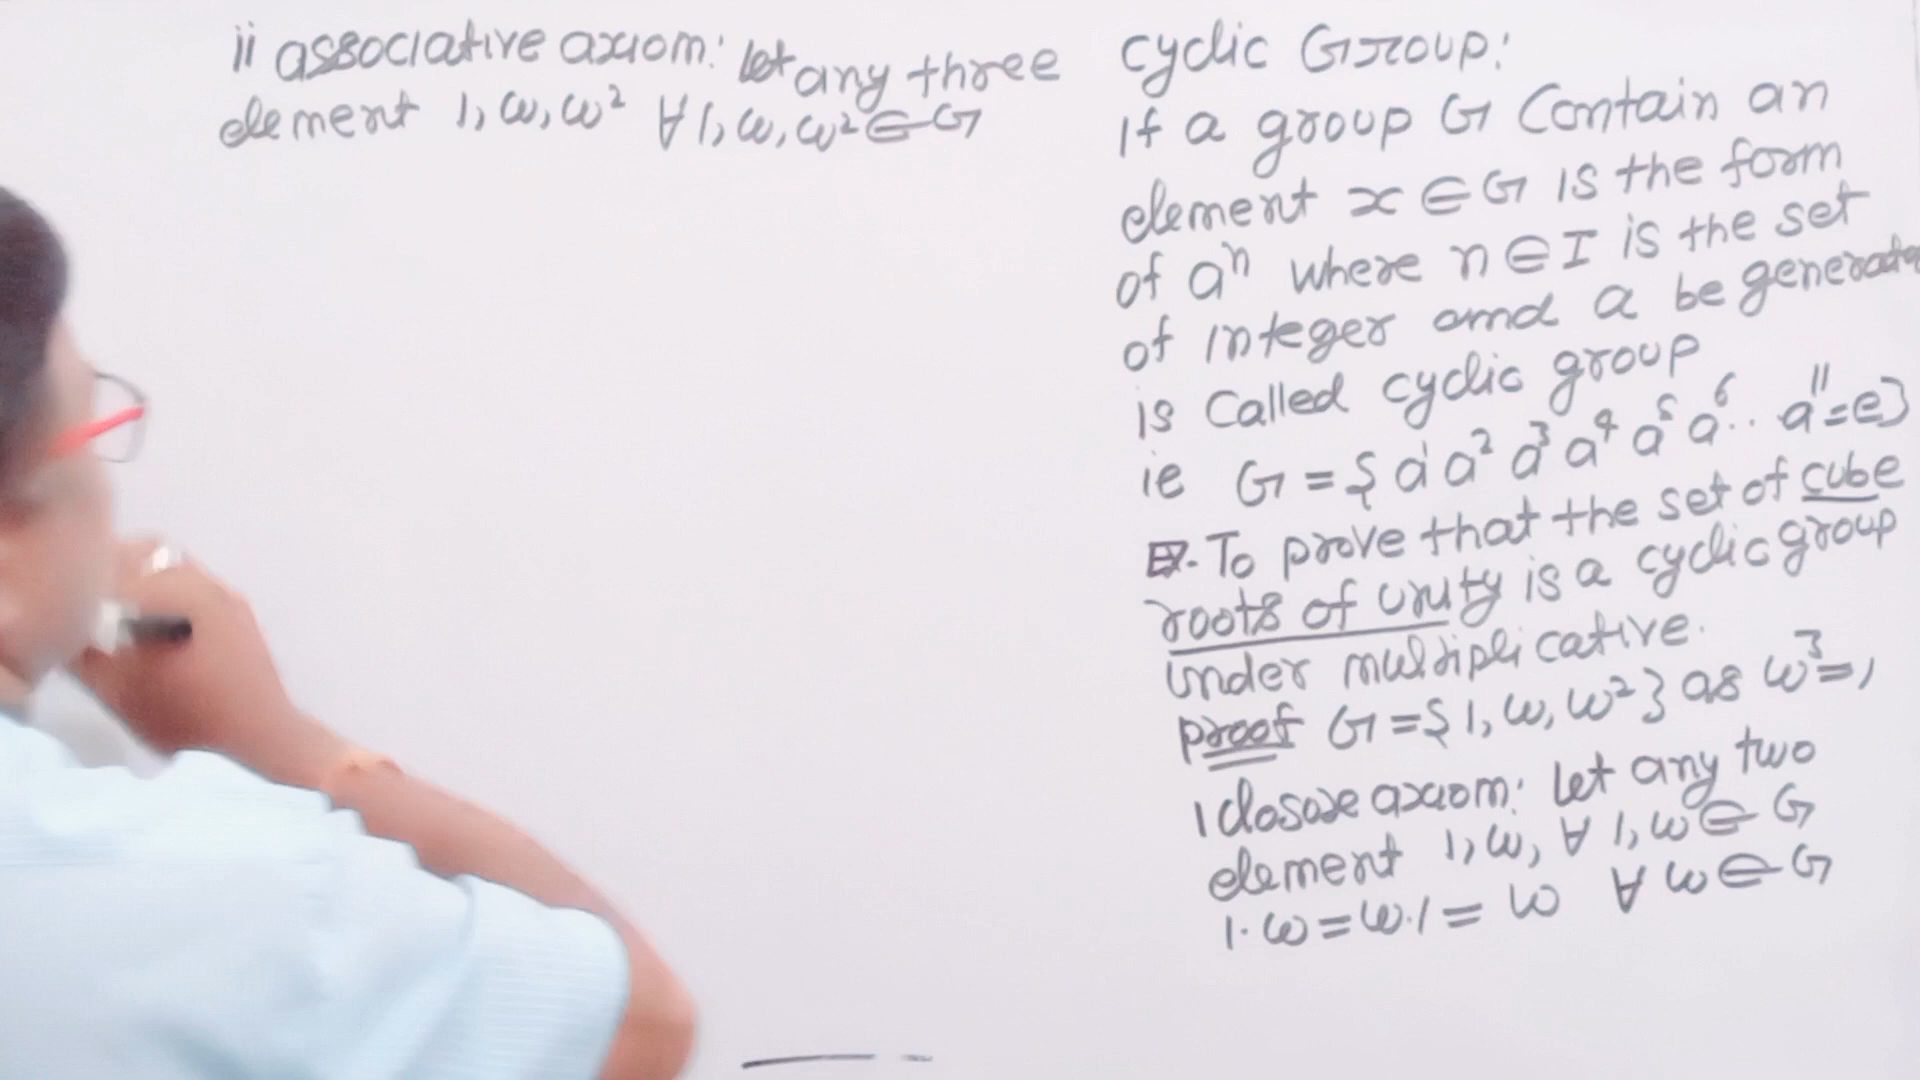 ii associative axiom: let any three
element 1, ω, ω² ∀ 1, ω, ω² ∈ G
cyclic Group:
If a group G Contain an
element x ∈ G is the form
of aⁿ where n ∈ I is the set
of integer and a be generator
is Called cyclic group
ie G = { a¹ a² a³ a⁴ a⁵ a⁶ .. a¹¹ = e }
EX. To prove that the set of cube
roots of unity is a cyclic group
under multiplicative.
proof G = { 1, ω, ω² } as ω³ = 1
i closure axiom: let any two
element 1, ω, ∀ 1, ω ∈ G
1. ω = ω. 1 = ω ∀ ω ∈ G